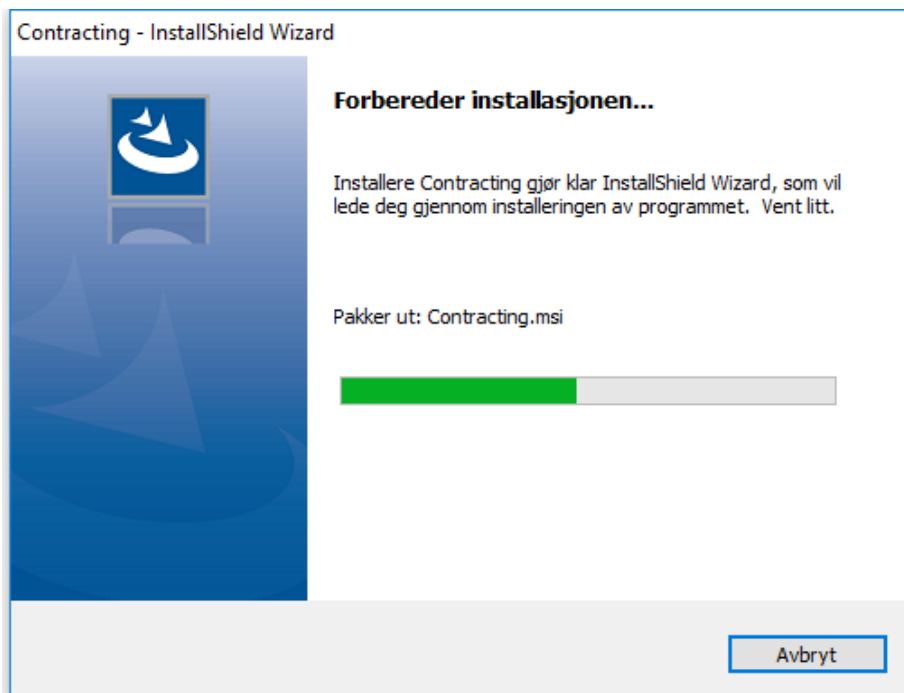 Contracting - InstallShield Wizard
Forbereder installasjonen...
Installere Contracting gjør klar InstallShield Wizard, som vil
lede deg gjennom installeringen av programmet.  Vent litt.
Pakker ut: Contracting.msi
Avbryt